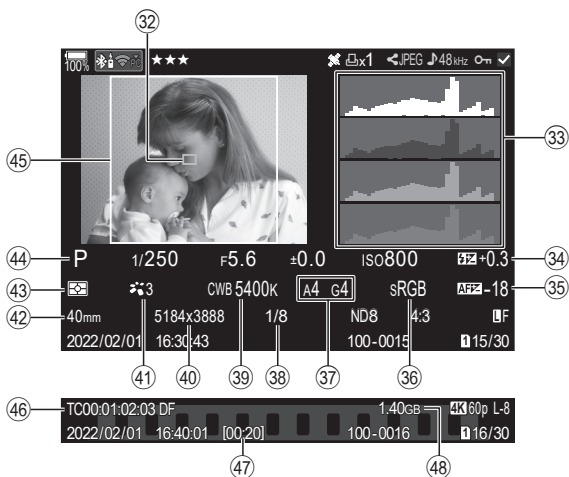 32
100% PC ★★★ x1 JPEG 48kHz
45
33
44 P 1/250 F5.6 ±0.0 ISO800 +0.3 34
43 3 CWB 5400K A4 G4 sRGB AF -18 35
42 40mm 5184x3888 1/8 ND8 4:3 LF
2022/02/01 16:30:43 100-0015 1 15/30
41 40 39 38 37 36
46 TC00:01:02:03 DF 1.40GB 4K 60p L-8
2022/02/01 16:40:01 [00:20] 100-0016 1 16/30
47 48